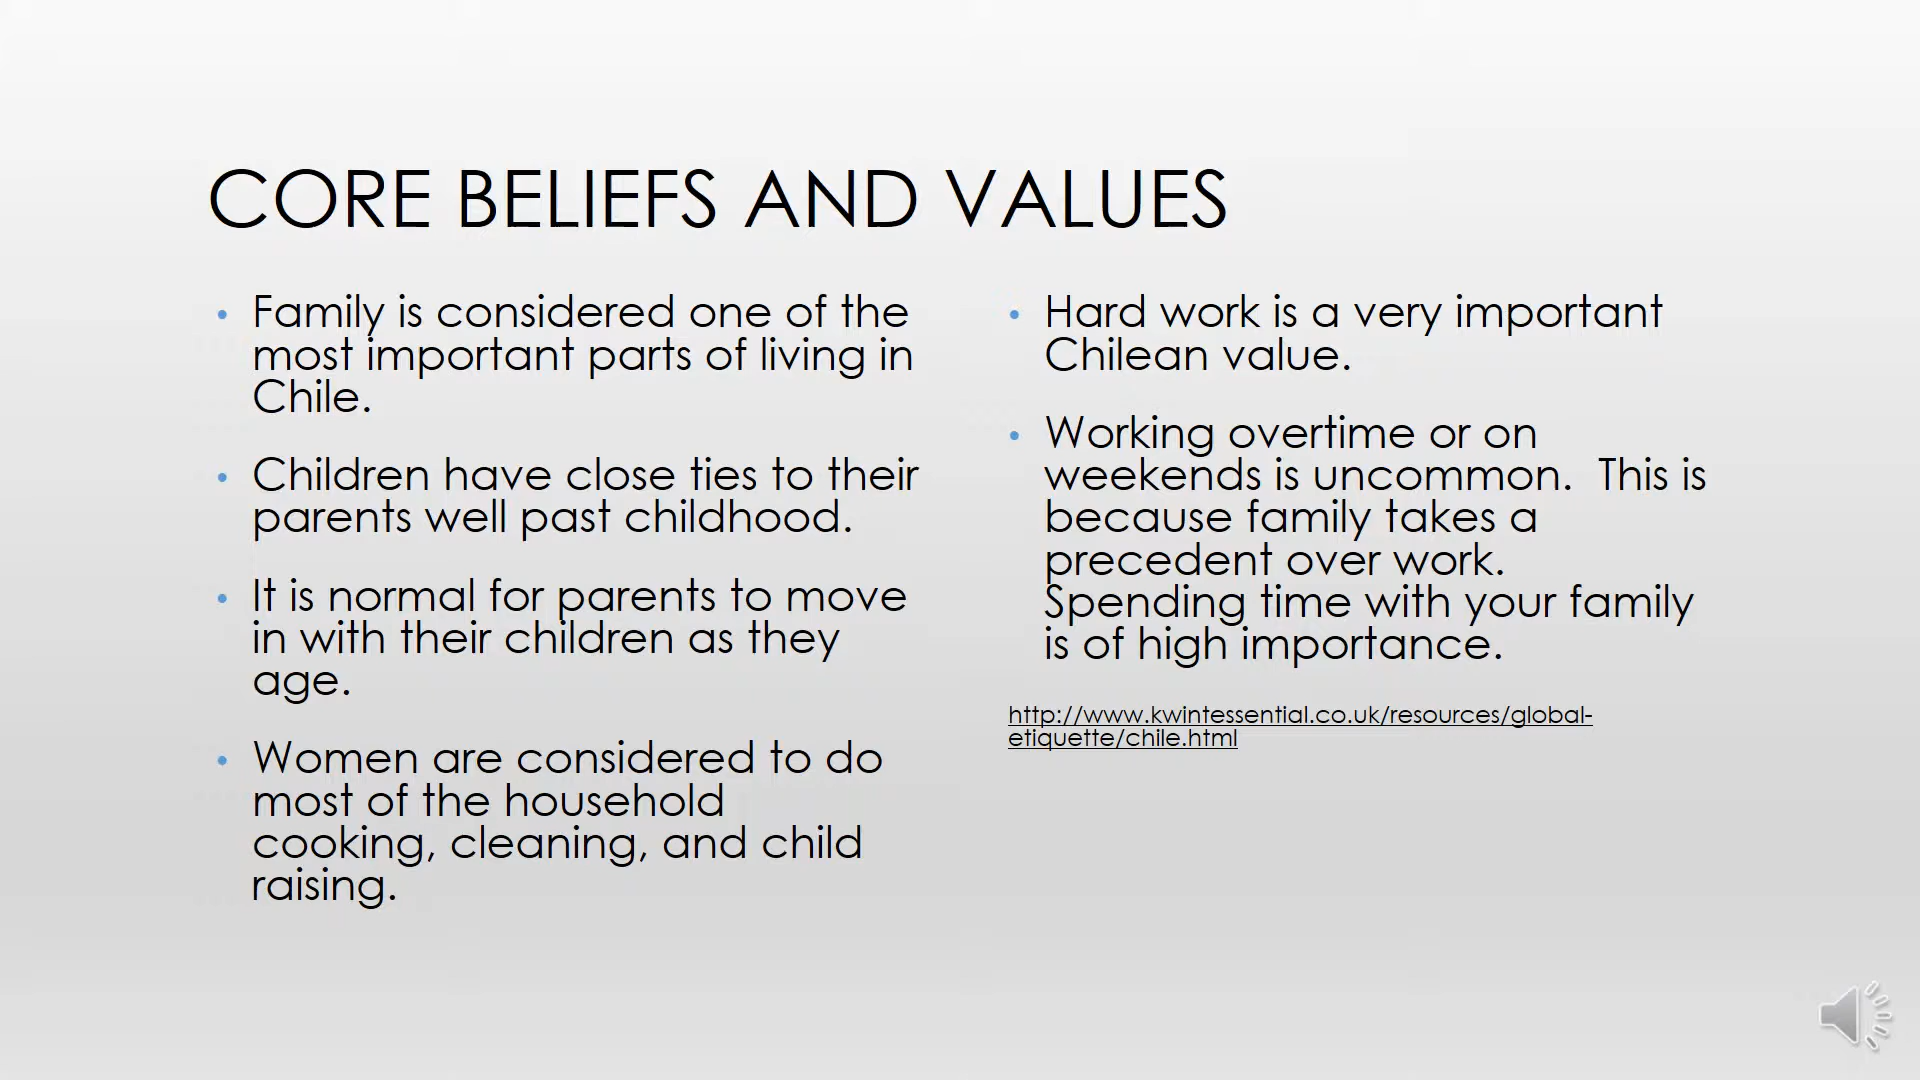 CORE BELIEFS AND VALUES
• Family is considered one of the
most important parts of living in
Chile.
• Children have close ties to their
parents well past childhood.
• It is normal for parents to move
in with their children as they
age.
• Women are considered to do
most of the household
cooking, cleaning, and child
raising.
• Hard work is a very important
Chilean value.
• Working overtime or on
weekends is uncommon.  This is
because family takes a
precedent over work.
Spending time with your family
is of high importance.
http://www.kwintessential.co.uk/resources/global-
etiquette/chile.html